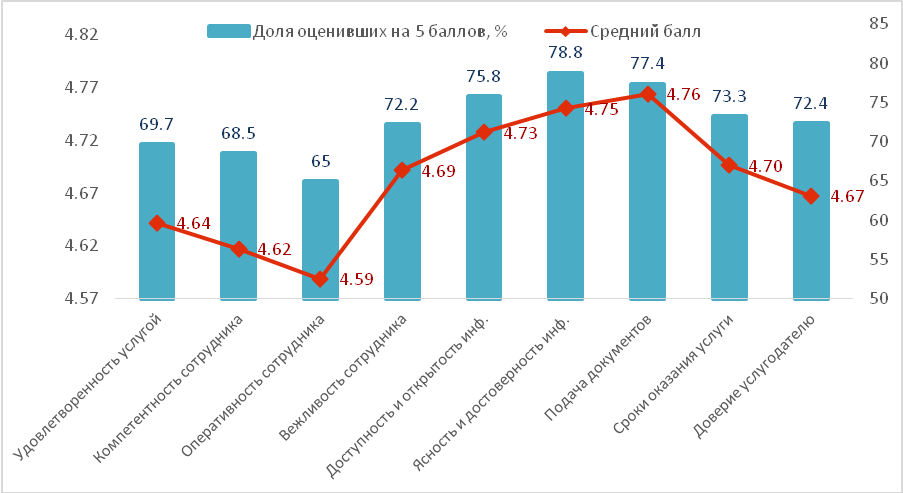 Доля оценивших на 5 баллов, %
Средний балл
4.82
4.77
4.72
4.67
4.62
4.57
85
80
75
70
65
60
55
50
69.7
68.5
65
72.2
75.8
78.8
77.4
73.3
72.4
4.64
4.62
4.59
4.69
4.73
4.75
4.76
4.70
4.67
Удовлетворенность услугой
Компетентность сотрудника
Оперативность сотрудника
Вежливость сотрудника
Доступность и открытость инф.
Ясность и достоверность инф.
Подача документов
Сроки оказания услуги
Доверие услугодателю